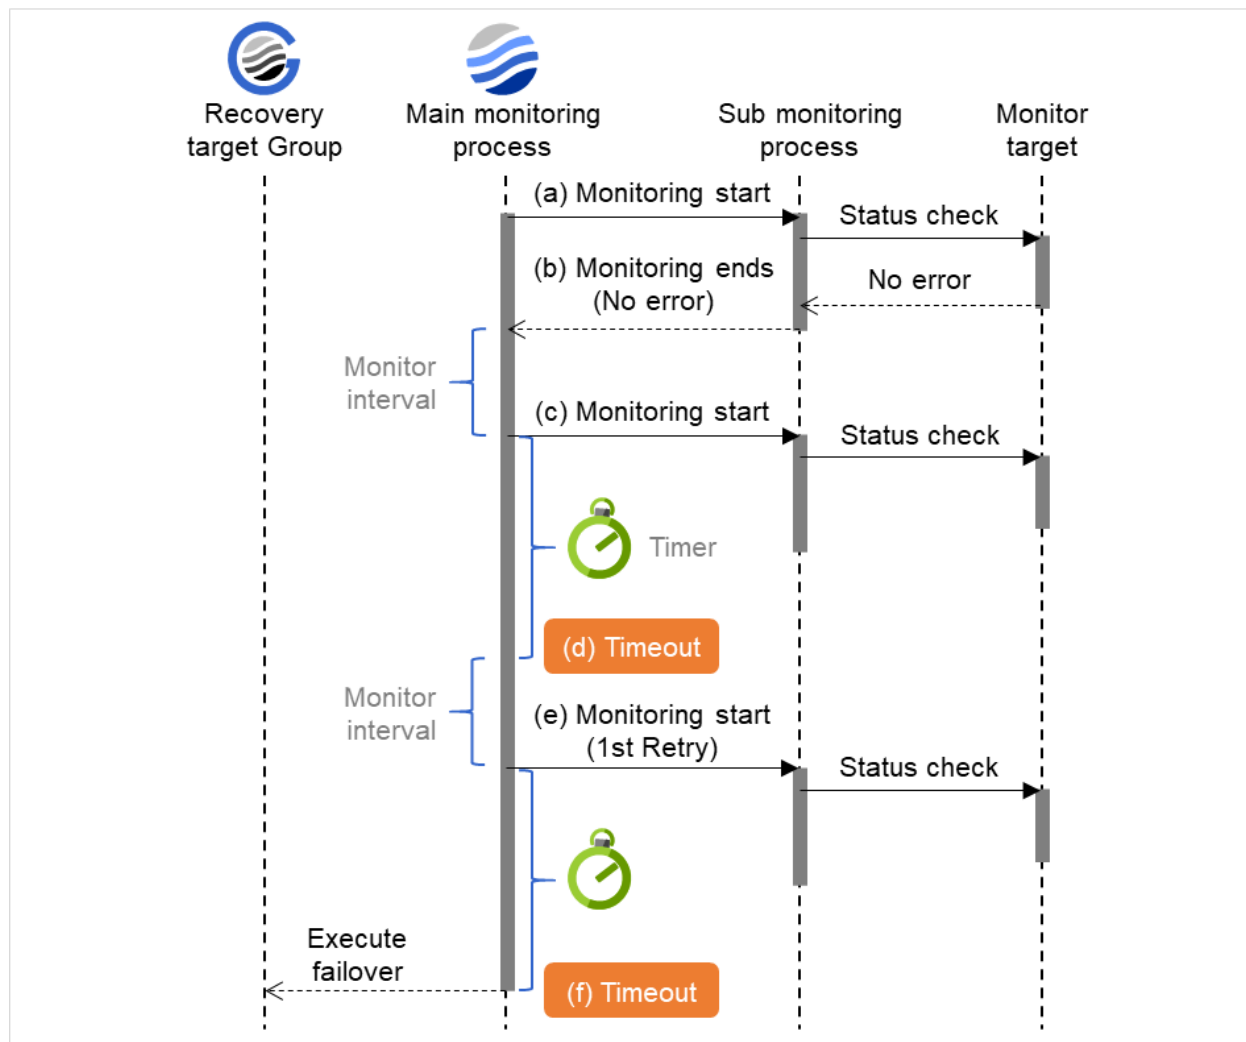 Recovery
target Group
Main monitoring
process
Sub monitoring
process
Monitor
target
(a) Monitoring start
Status check
(b) Monitoring ends
(No error)
No error
Monitor
interval
(c) Monitoring start
Status check
Timer
(d) Timeout
Monitor
interval
(e) Monitoring start
(1st Retry)
Status check
Execute
failover
(f) Timeout